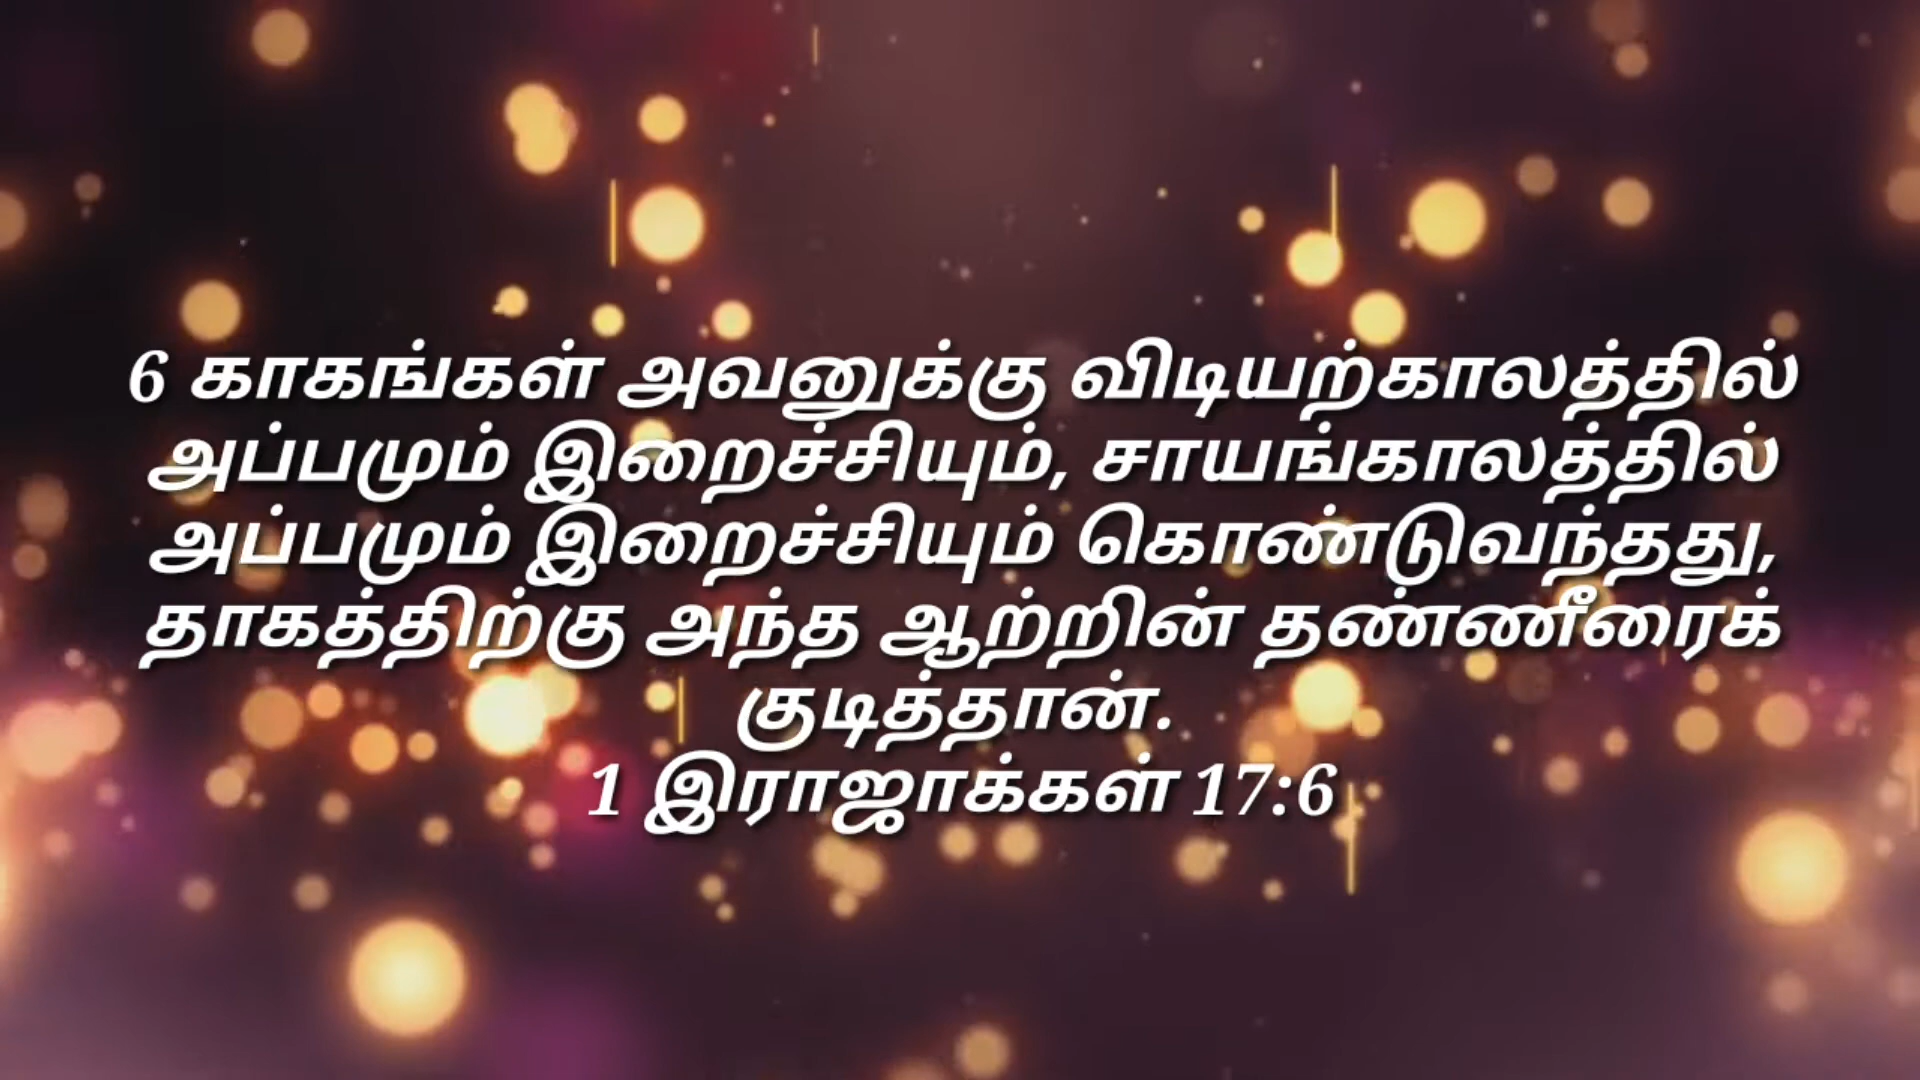 6 காகங்கள் அவனுக்கு விடியற்காலத்தில்
அப்பமும் இறைச்சியும், சாயங்காலத்தில்
அப்பமும் இறைச்சியும் கொண்டுவந்தது,
தாகத்திற்கு அந்த ஆற்றின் தண்ணீரைக்
குடித்தான்.
1 இராஜாக்கள் 17:6